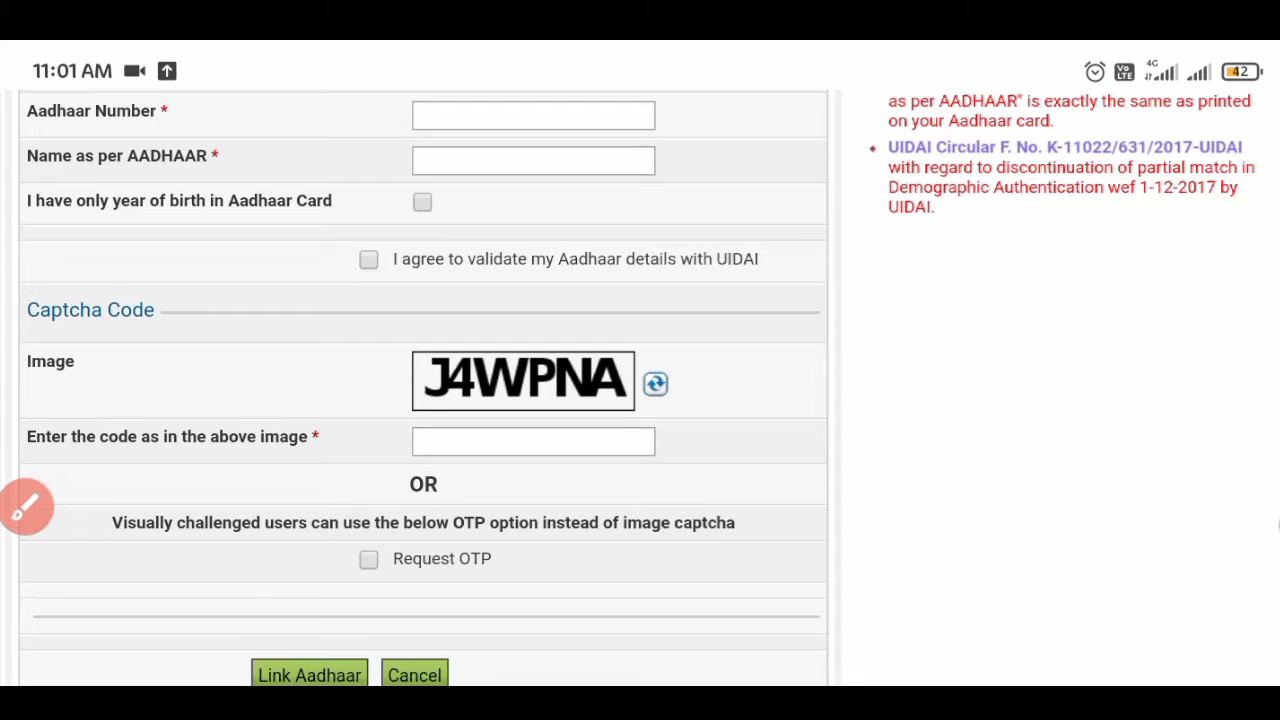 11:01 AM
4G
Vo
LTE
42
Aadhaar Number *
Name as per AADHAAR *
I have only year of birth in Aadhaar Card
I agree to validate my Aadhaar details with UIDAI
Captcha Code
Image
J4WPNA
Enter the code as in the above image *
OR
Visually challenged users can use the below OTP option instead of image captcha
Request OTP
Link Aadhaar
Cancel
as per AADHAAR" is exactly the same as printed
on your Aadhaar card.
UIDAI Circular F. No. K-11022/631/2017-UIDAI
with regard to discontinuation of partial match in
Demographic Authentication wef 1-12-2017 by
UIDAI.